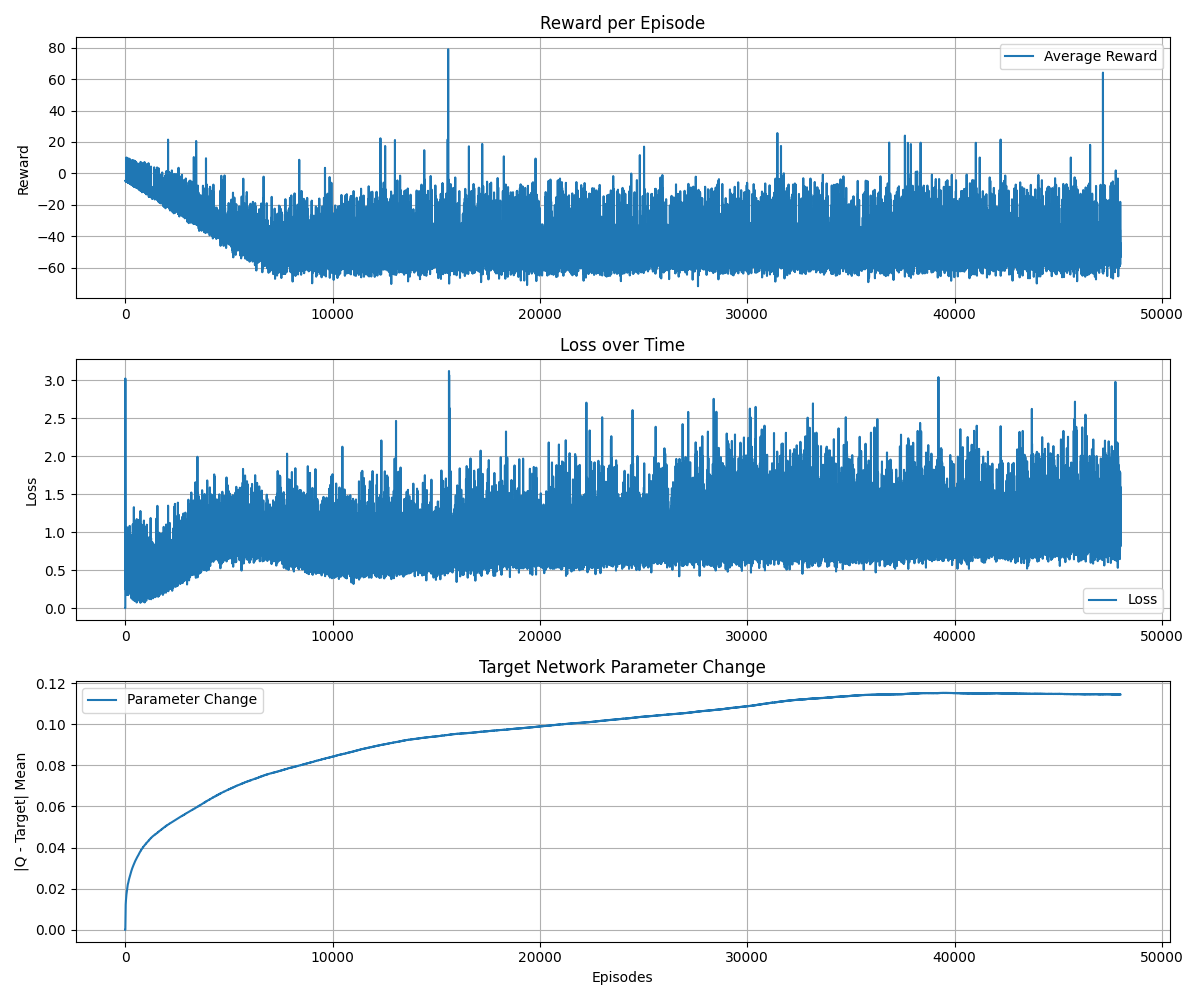 Reward per Episode
Average Reward
Reward
80
60
40
20
0
−20
−40
−60
0 10000 20000 30000 40000 50000
Loss over Time
Loss
Loss
3.0
2.5
2.0
1.5
1.0
0.5
0.0
0 10000 20000 30000 40000 50000
Target Network Parameter Change
Parameter Change
|Q - Target| Mean
0.12
0.10
0.08
0.06
0.04
0.02
0.00
0 10000 20000 30000 40000 50000
Episodes